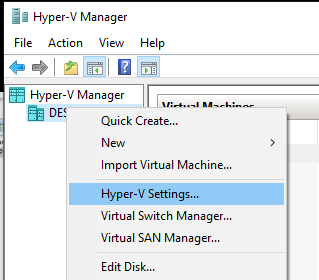 Hyper-V Manager
File Action View Help
Hyper-V Manager
Virtual Machines
Quick Create...
New
Import Virtual Machine...
Hyper-V Settings...
Virtual Switch Manager...
Virtual SAN Manager...
Edit Disk...